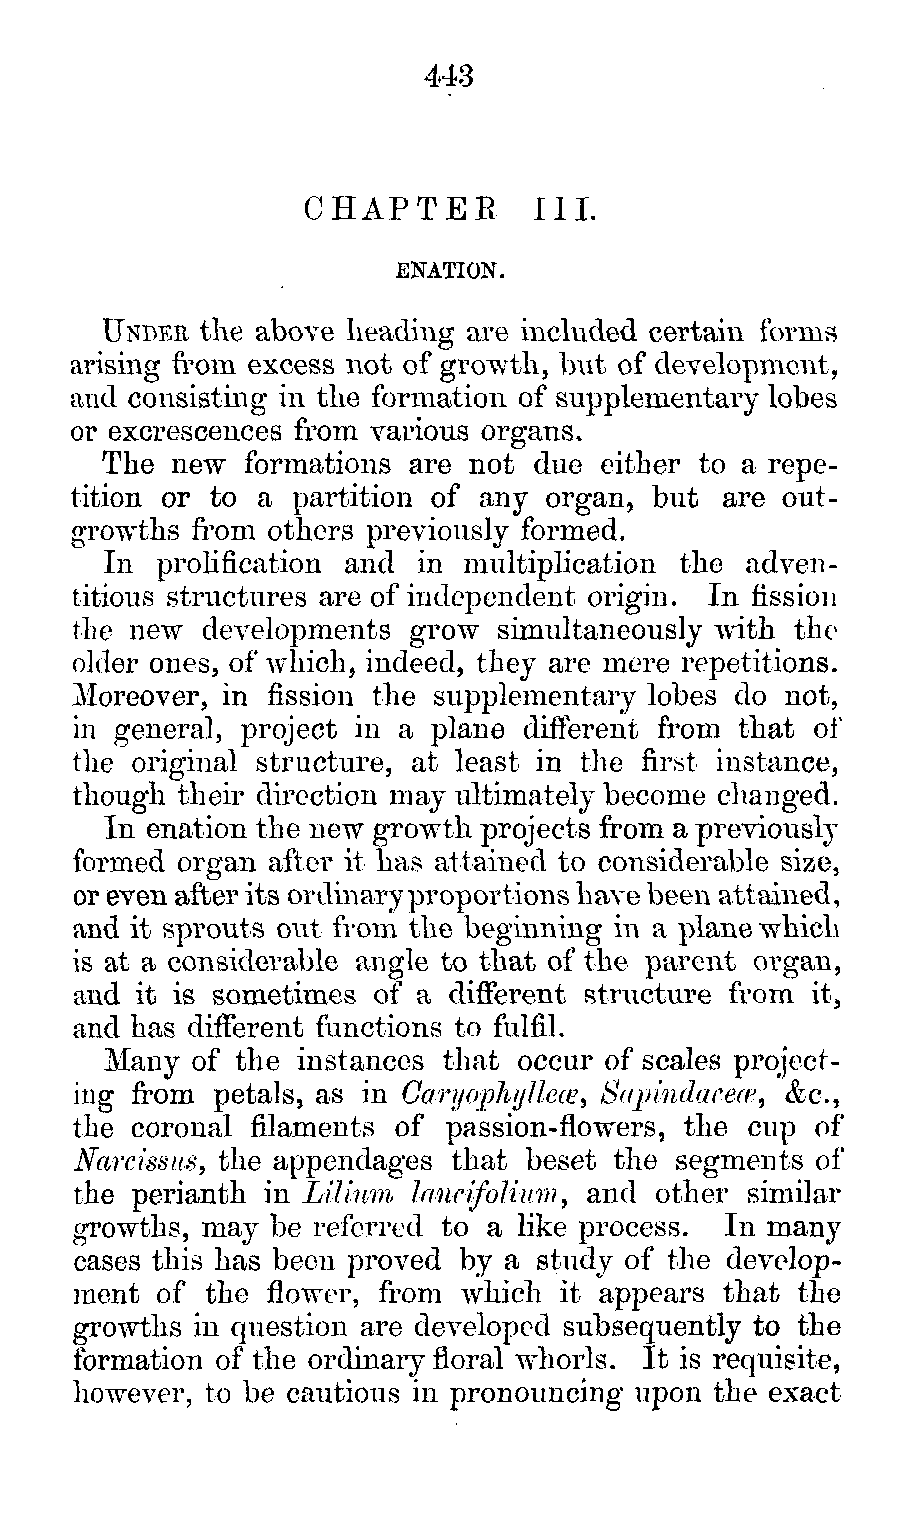 443
CHAPTER III.
ENATION.
UNDER the above heading are included certain forms
arising from excess not of growth, but of development,
and consisting in the formation of supplementary lobes
or excrescences from various organs.
The new formations are not due either to a repe-
tition or to a partition of any organ, but are out-
growths from others previously formed.
In prolification and in multiplication the adven-
titious structures are of independent origin. In fission
the new developments grow simultaneously with the
older ones, of which, indeed, they are mere repetitions.
Moreover, in fission the supplementary lobes do not,
in general, project in a plane different from that of
the original structure, at least in the first instance,
though their direction may ultimately become changed.
In enation the new growth projects from a previously
formed organ after it has attained to considerable size,
or even after its ordinary proportions have been attained,
and it sprouts out from the beginning in a plane which
is at a considerable angle to that of the parent organ,
and it is sometimes of a different structure from it,
and has different functions to fulfil.
Many of the instances that occur of scales project-
ing from petals, as in Caryophylleæ, Sapindaceæ, &c.,
the coronal filaments of passion-flowers, the cup of
Narcissus, the appendages that beset the segments of
the perianth in Lilium lancifolium, and other similar
growths, may be referred to a like process. In many
cases this has been proved by a study of the develop-
ment of the flower, from which it appears that the
growths in question are developed subsequently to the
formation of the ordinary floral whorls. It is requisite,
however, to be cautious in pronouncing upon the exact